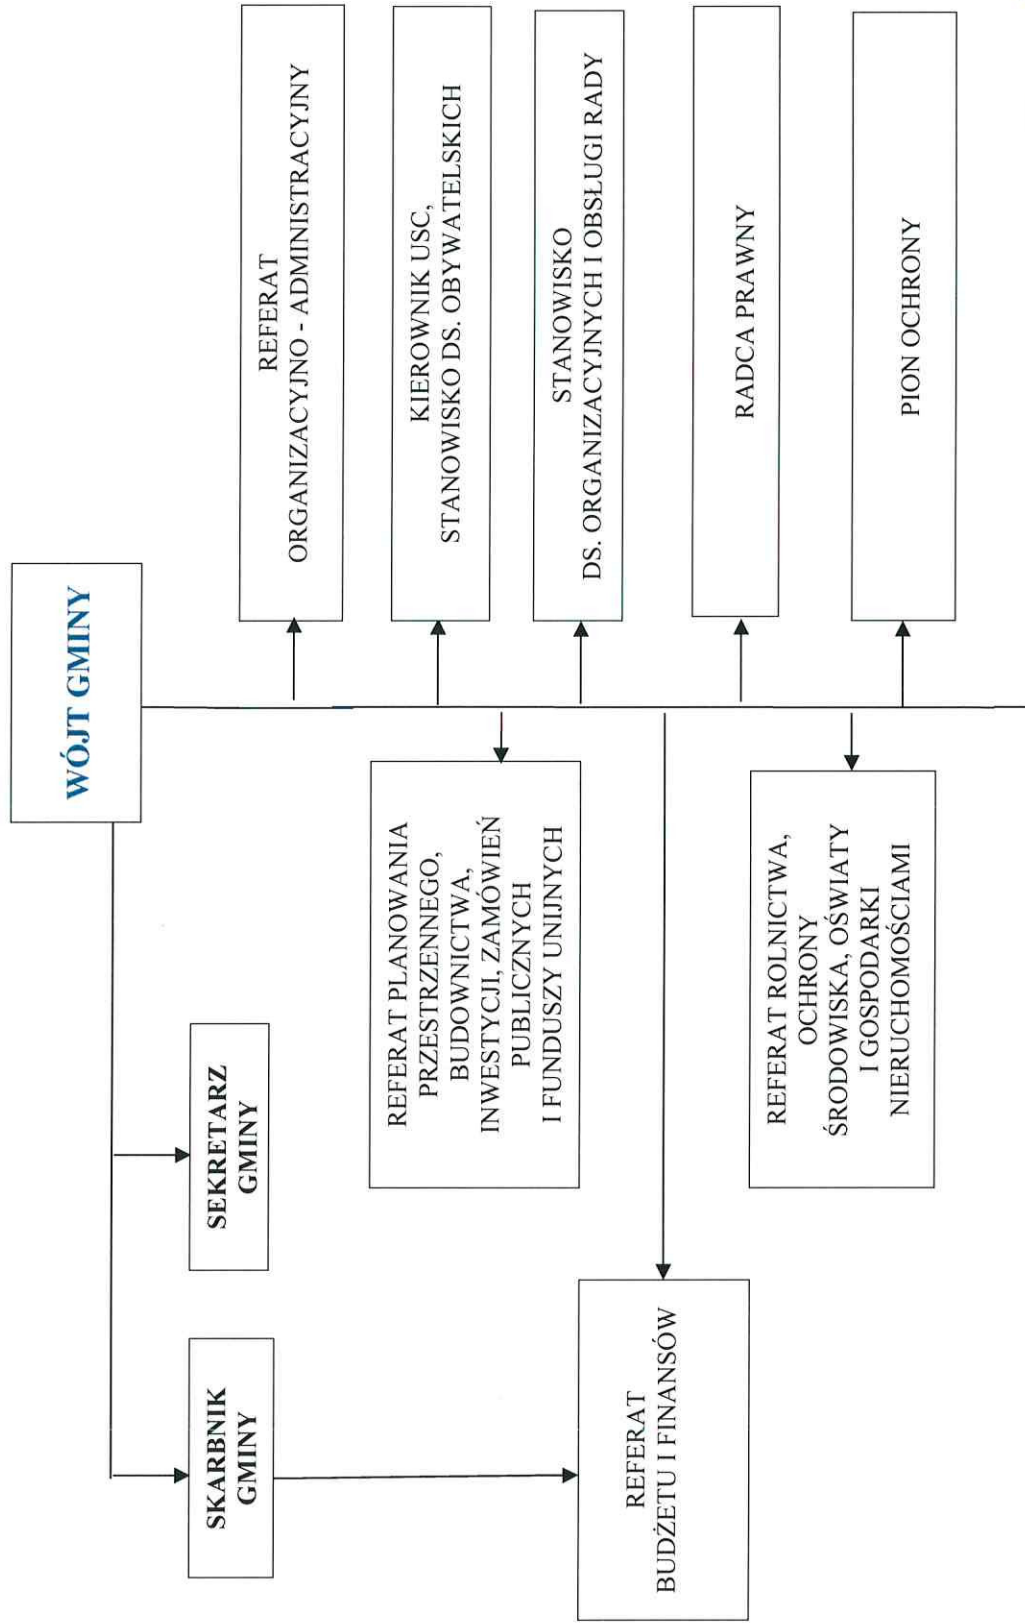 WÓJT GMINY
SKARBNIK
GMINY
SEKRETARZ
GMINY
REFERAT
ORGANIZACYJNO - ADMINISTRACYJNY
REFERAT PLANOWANIA
PRZESTRZENNEGO,
BUDOWNICTWA,
INWESTYCJI, ZAMÓWIEŃ
PUBLICZNYCH
I FUNDUSZY UNIJNYCH
KIEROWNIK USC,
STANOWISKO DS. OBYWATELSKICH
STANOWISKO
DS. ORGANIZACYJNYCH I OBSŁUGI RADY
REFERAT
BUDŻETU I FINANSÓW
RADCA PRAWNY
REFERAT ROLNICTWA,
OCHRONY
ŚRODOWISKA, OŚWIATY
I GOSPODARKI
NIERUCHOMOŚCIAMI
PION OCHRONY